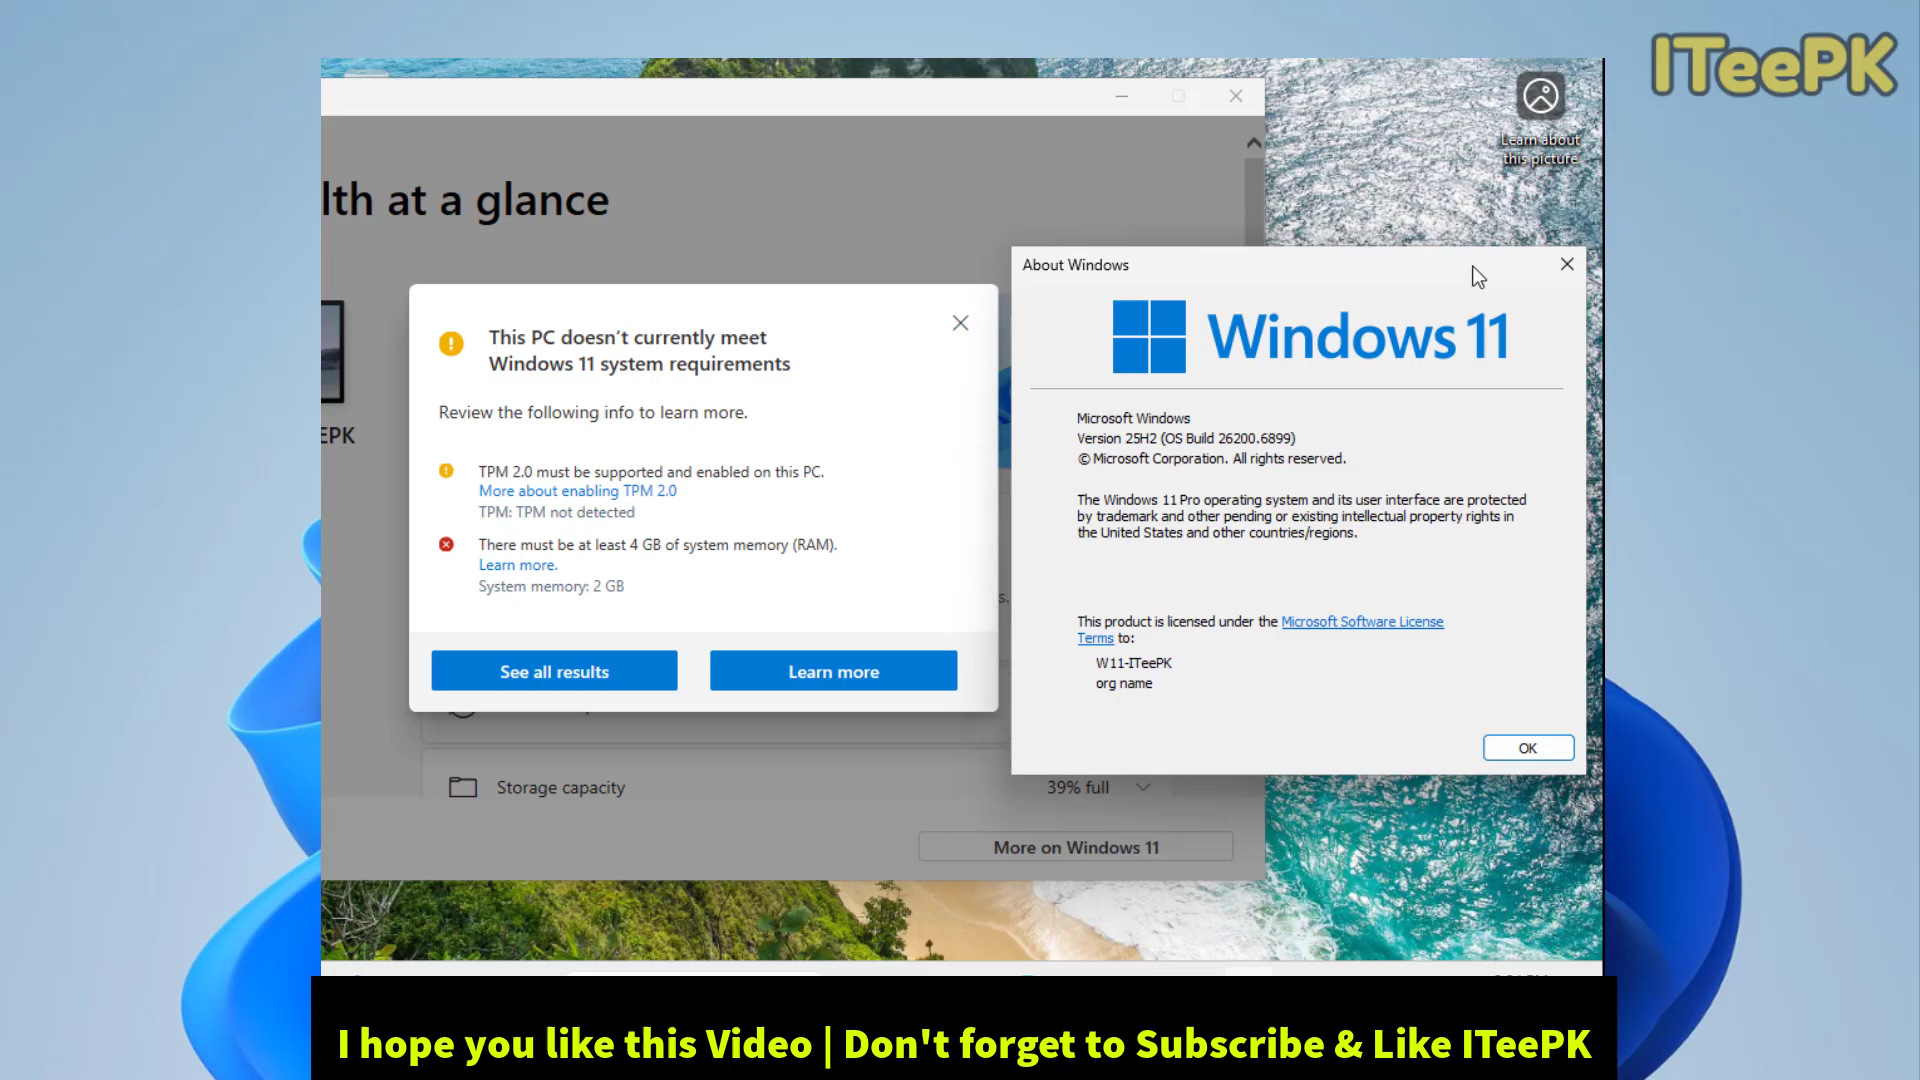 ITeePK
Learn about
this picture
lth at a glance
EPK
This PC doesn’t currently meet
Windows 11 system requirements
Review the following info to learn more.
TPM 2.0 must be supported and enabled on this PC.
More about enabling TPM 2.0
TPM: TPM not detected
There must be at least 4 GB of system memory (RAM).
Learn more.
System memory: 2 GB
See all results
Learn more
s.
Storage capacity
39% full
More on Windows 11
About Windows
Windows 11
Microsoft Windows
Version 25H2 (OS Build 26200.6899)
© Microsoft Corporation. All rights reserved.
The Windows 11 Pro operating system and its user interface are protected
by trademark and other pending or existing intellectual property rights in
the United States and other countries/regions.
This product is licensed under the Microsoft Software License
Terms to:
W11-ITeePK
org name
OK
I hope you like this Video | Don't forget to Subscribe & Like ITeePK